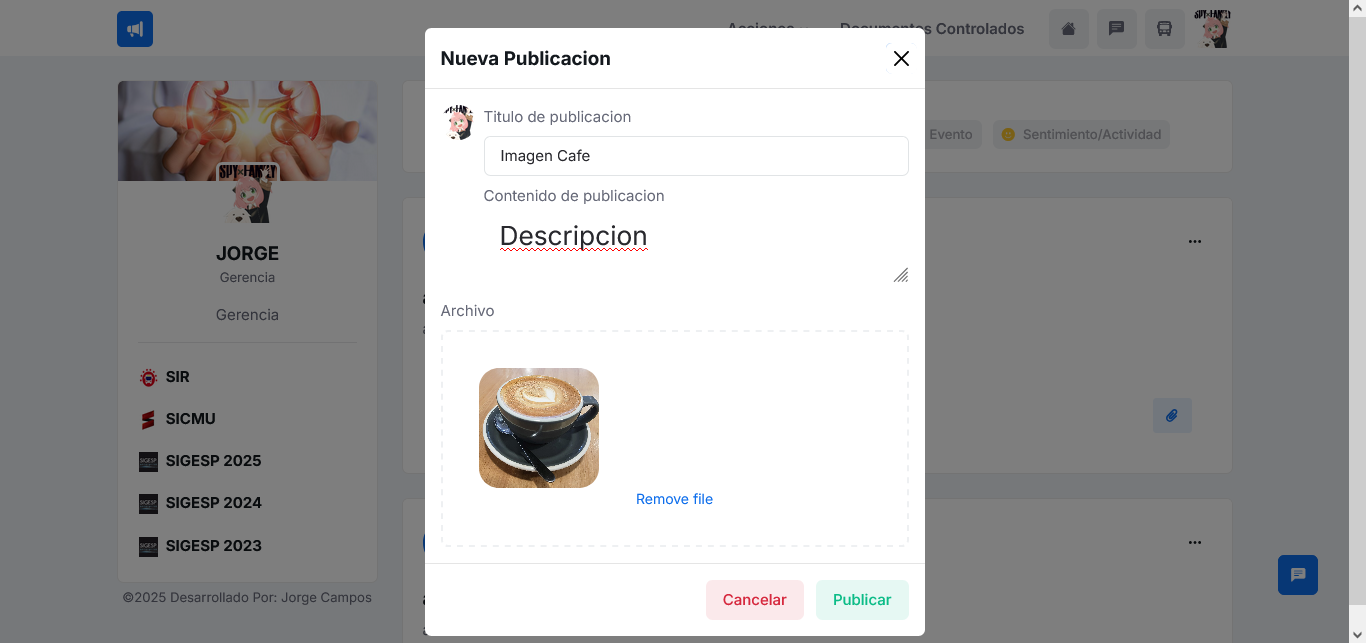 Acciones
Documentos Controlados
Nueva Publicacion
Titulo de publicacion
Imagen Cafe
Contenido de publicacion
Descripcion
Archivo
Remove file
Cancelar
Publicar
Evento
Sentimiento/Actividad
SPY×FAMILY
JORGE
Gerencia
Gerencia
SIR
SICMU
SIGESP 2025
SIGESP 2024
SIGESP 2023
©2025 Desarrollado Por: Jorge Campos